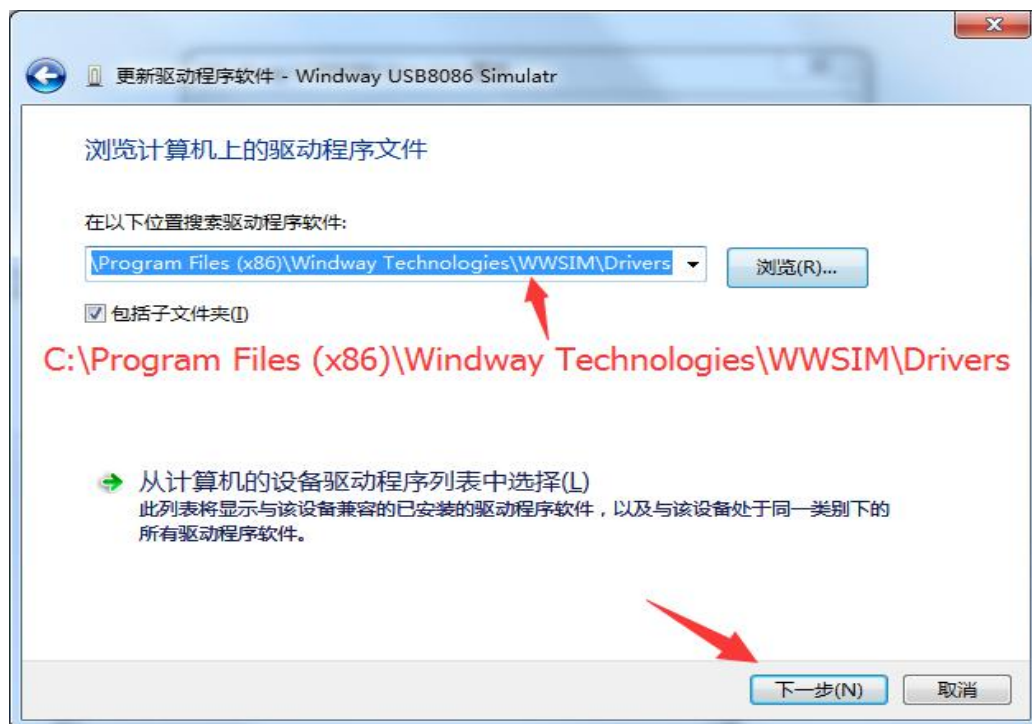 更新驱动程序软件 - Windway USB8086 Simulatr
浏览计算机上的驱动程序文件
在以下位置搜索驱动程序软件:
\Program Files (x86)\Windway Technologies\WWSIM\Drivers
浏览(R)...
包括子文件夹(I)
C:\Program Files (x86)\Windway Technologies\WWSIM\Drivers
从计算机的设备驱动程序列表中选择(L)
此列表将显示与该设备兼容的已安装的驱动程序软件，以及与该设备处于同一类别下的
所有驱动程序软件。
下一步(N)
取消